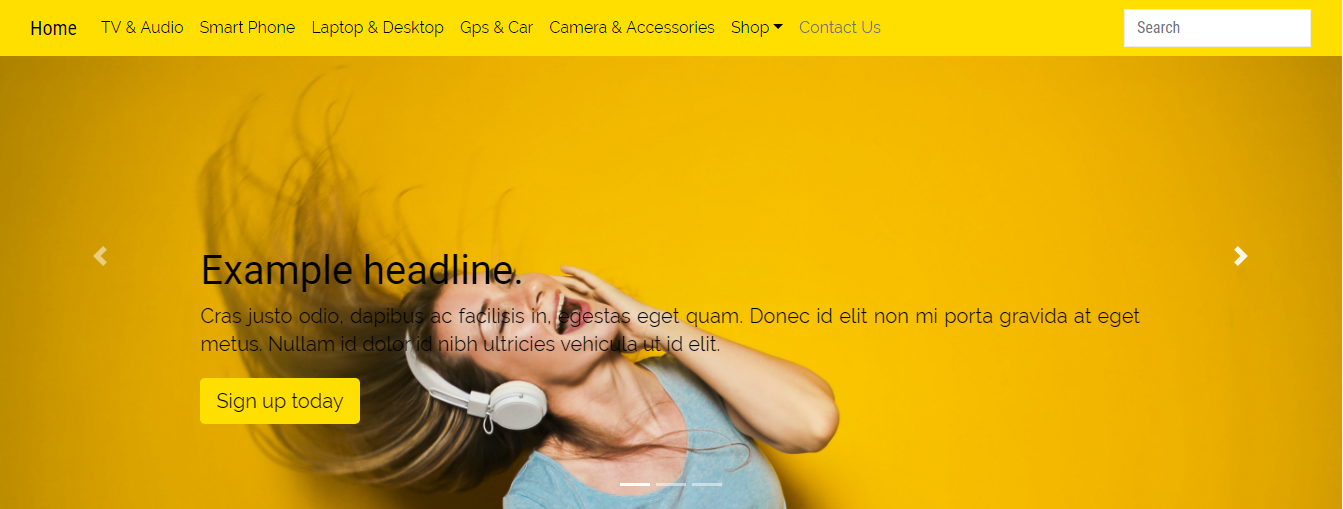 Home TV & Audio Smart Phone Laptop & Desktop Gps & Car Camera & Accessories Shop Contact Us Search
Example headline.
Cras justo odio, dapibus ac facilisis in, egestas eget quam. Donec id elit non mi porta gravida at eget
metus. Nullam id dolor id nibh ultricies vehicula ut id elit.
Sign up today